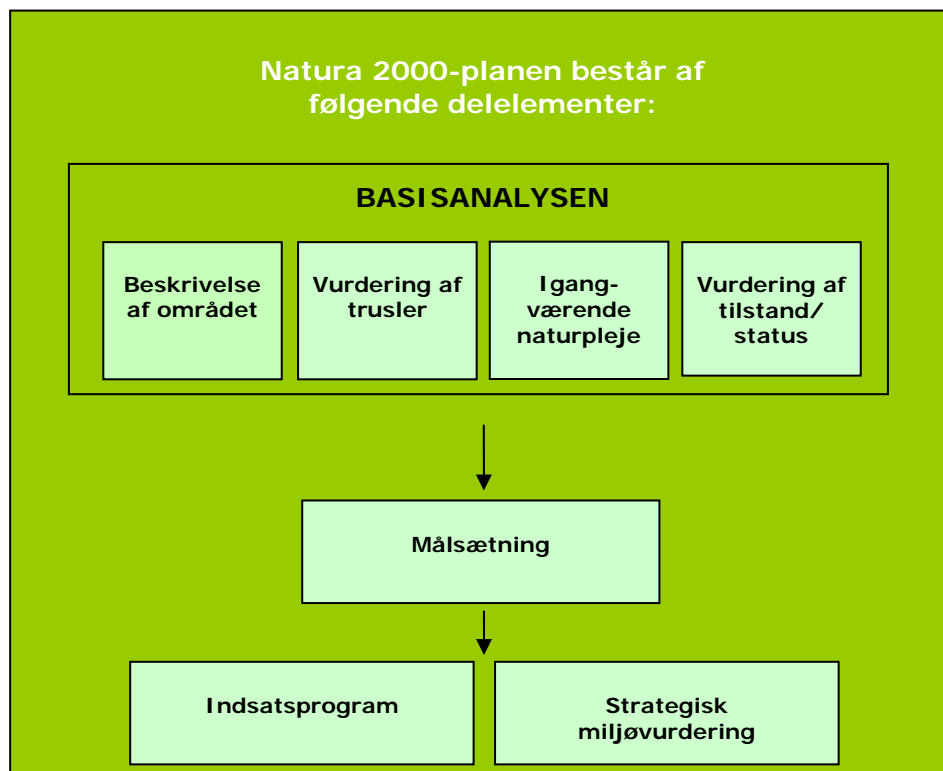 Natura 2000-planen består af
følgende delelementer:
BASISANALYSEN
Beskrivelse
af området
Vurdering af
trusler
Igang-
værende
naturpleje
Vurdering af
tilstand/
status
Målsætning
Indsatsprogram
Strategisk
miljøvurdering